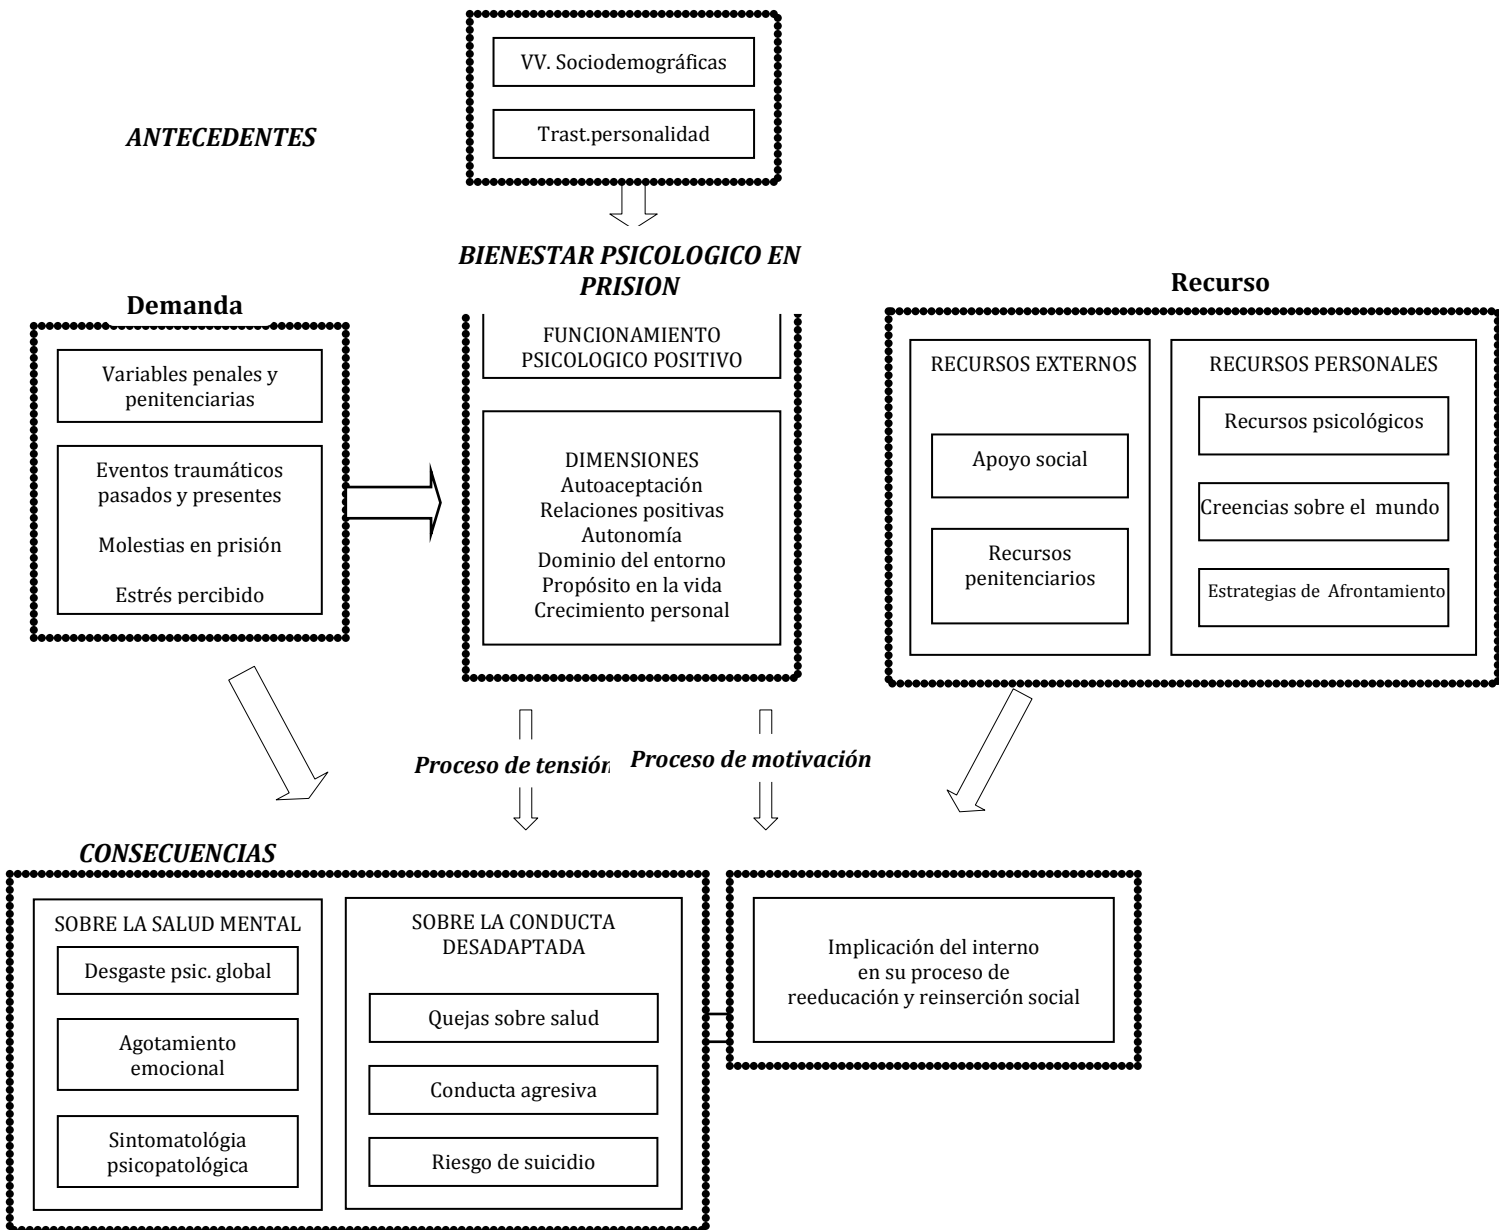 VV. Sociodemográficas
Trast.personalidad
ANTECEDENTES
BIENESTAR PSICOLOGICO EN
PRISION
Demanda
Variables penales y
penitenciarias
Eventos traumáticos
pasados y presentes
Molestias en prisión
Estrés percibido
FUNCIONAMIENTO
PSICOLOGICO POSITIVO
DIMENSIONES
Autoaceptación
Relaciones positivas
Autonomía
Dominio del entorno
Propósito en la vida
Crecimiento personal
Recurso
RECURSOS EXTERNOS
Apoyo social
Recursos
penitenciarios
RECURSOS PERSONALES
Recursos psicológicos
Creencias sobre el mundo
Estrategias de Afrontamiento
Proceso de tensión
Proceso de motivación
CONSECUENCIAS
SOBRE LA SALUD MENTAL
Desgaste psic. global
Agotamiento
emocional
Sintomatológia
psicopatológica
SOBRE LA CONDUCTA
DESADAPTADA
Quejas sobre salud
Conducta agresiva
Riesgo de suicidio
Implicación del interno
en su proceso de
reeducación y reinserción social